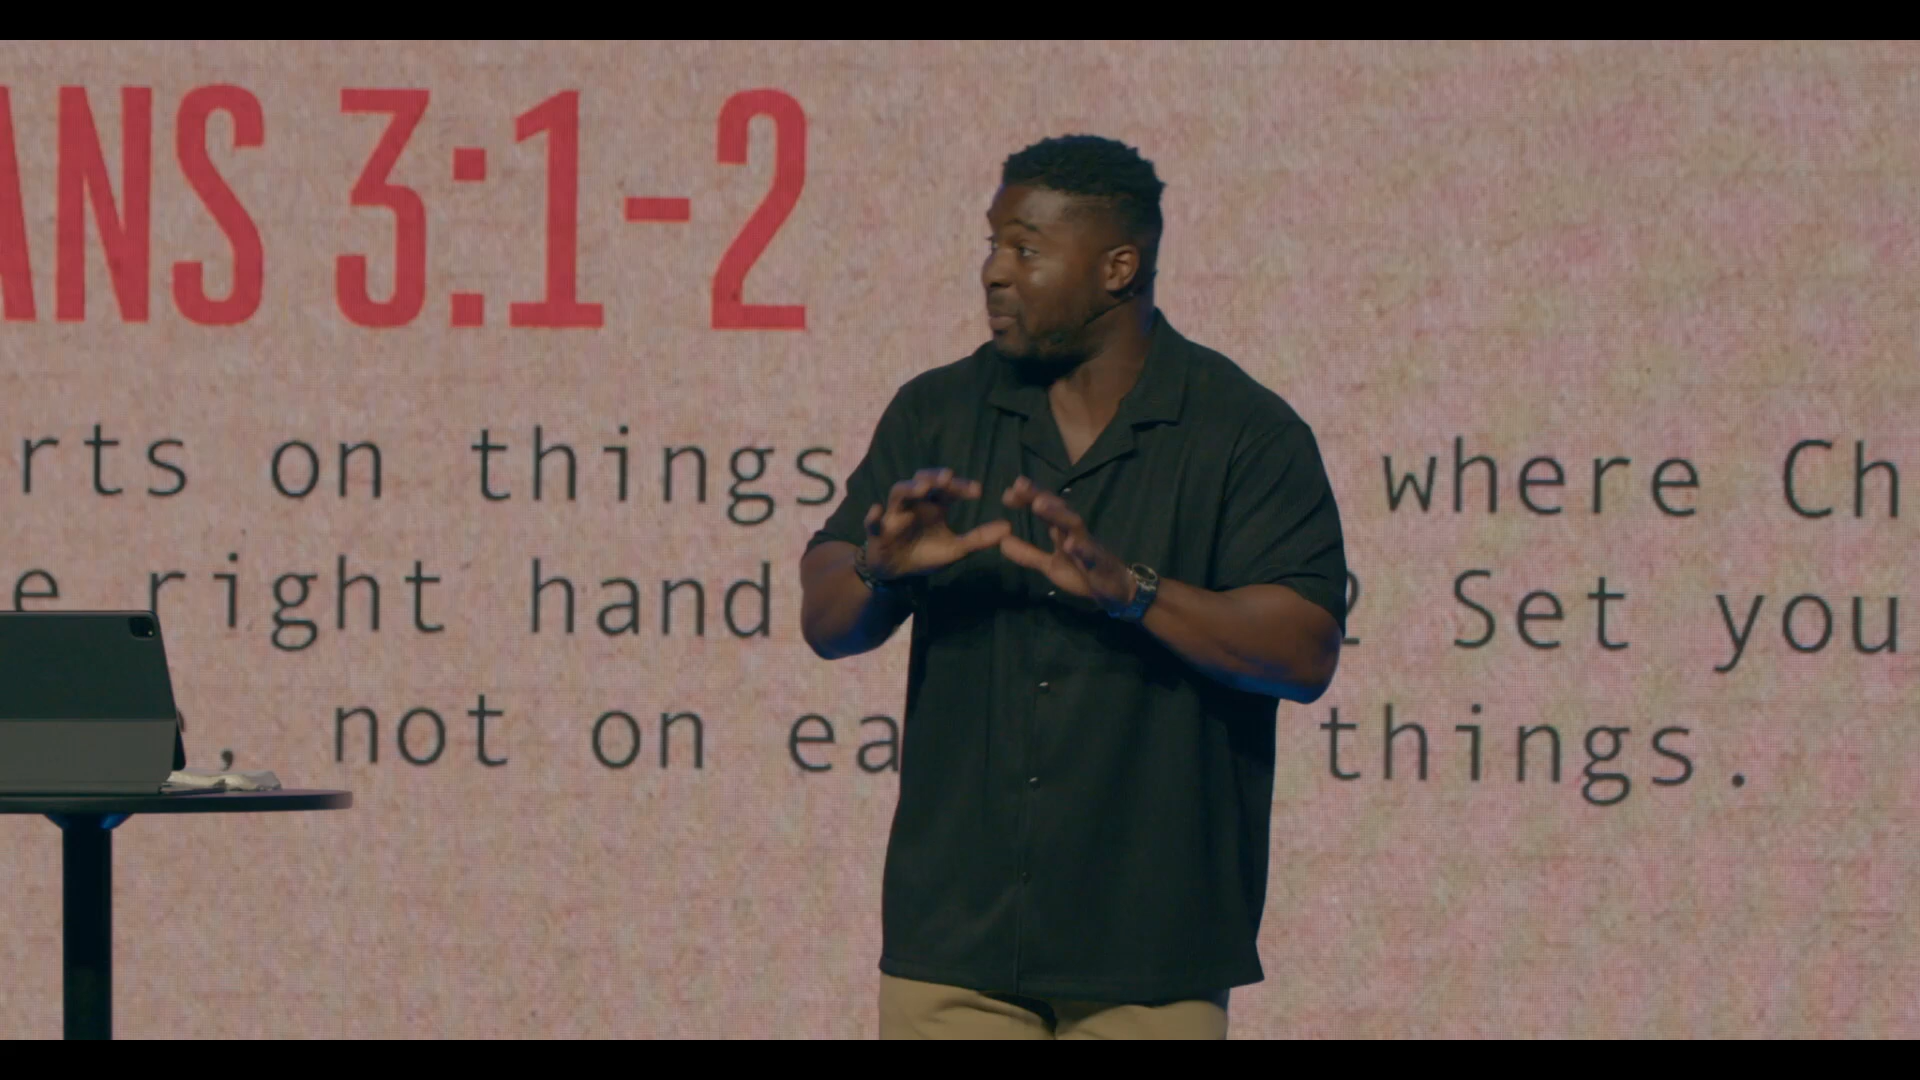 ANS 3:1-2
rts on things where Ch
e right hand 2 Set you
, not on ea things.